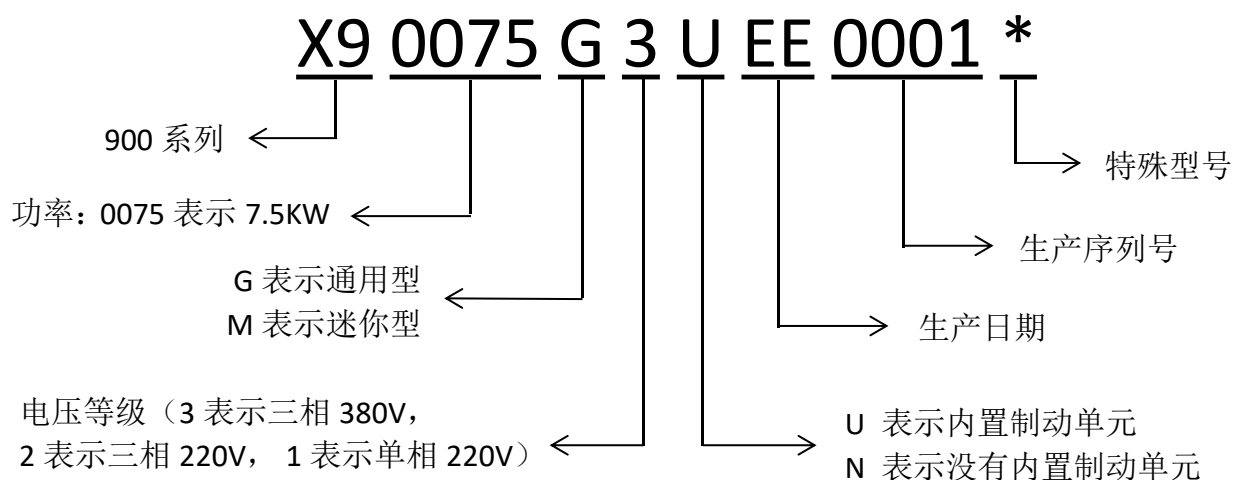 X9 0075 G 3 U EE 0001 *
900 系列
特殊型号
功率：0075 表示 7.5KW
生产序列号
G 表示通用型
M 表示迷你型
生产日期
电压等级（3 表示三相 380V，
2 表示三相 220V， 1 表示单相 220V）
U 表示内置制动单元
N 表示没有内置制动单元